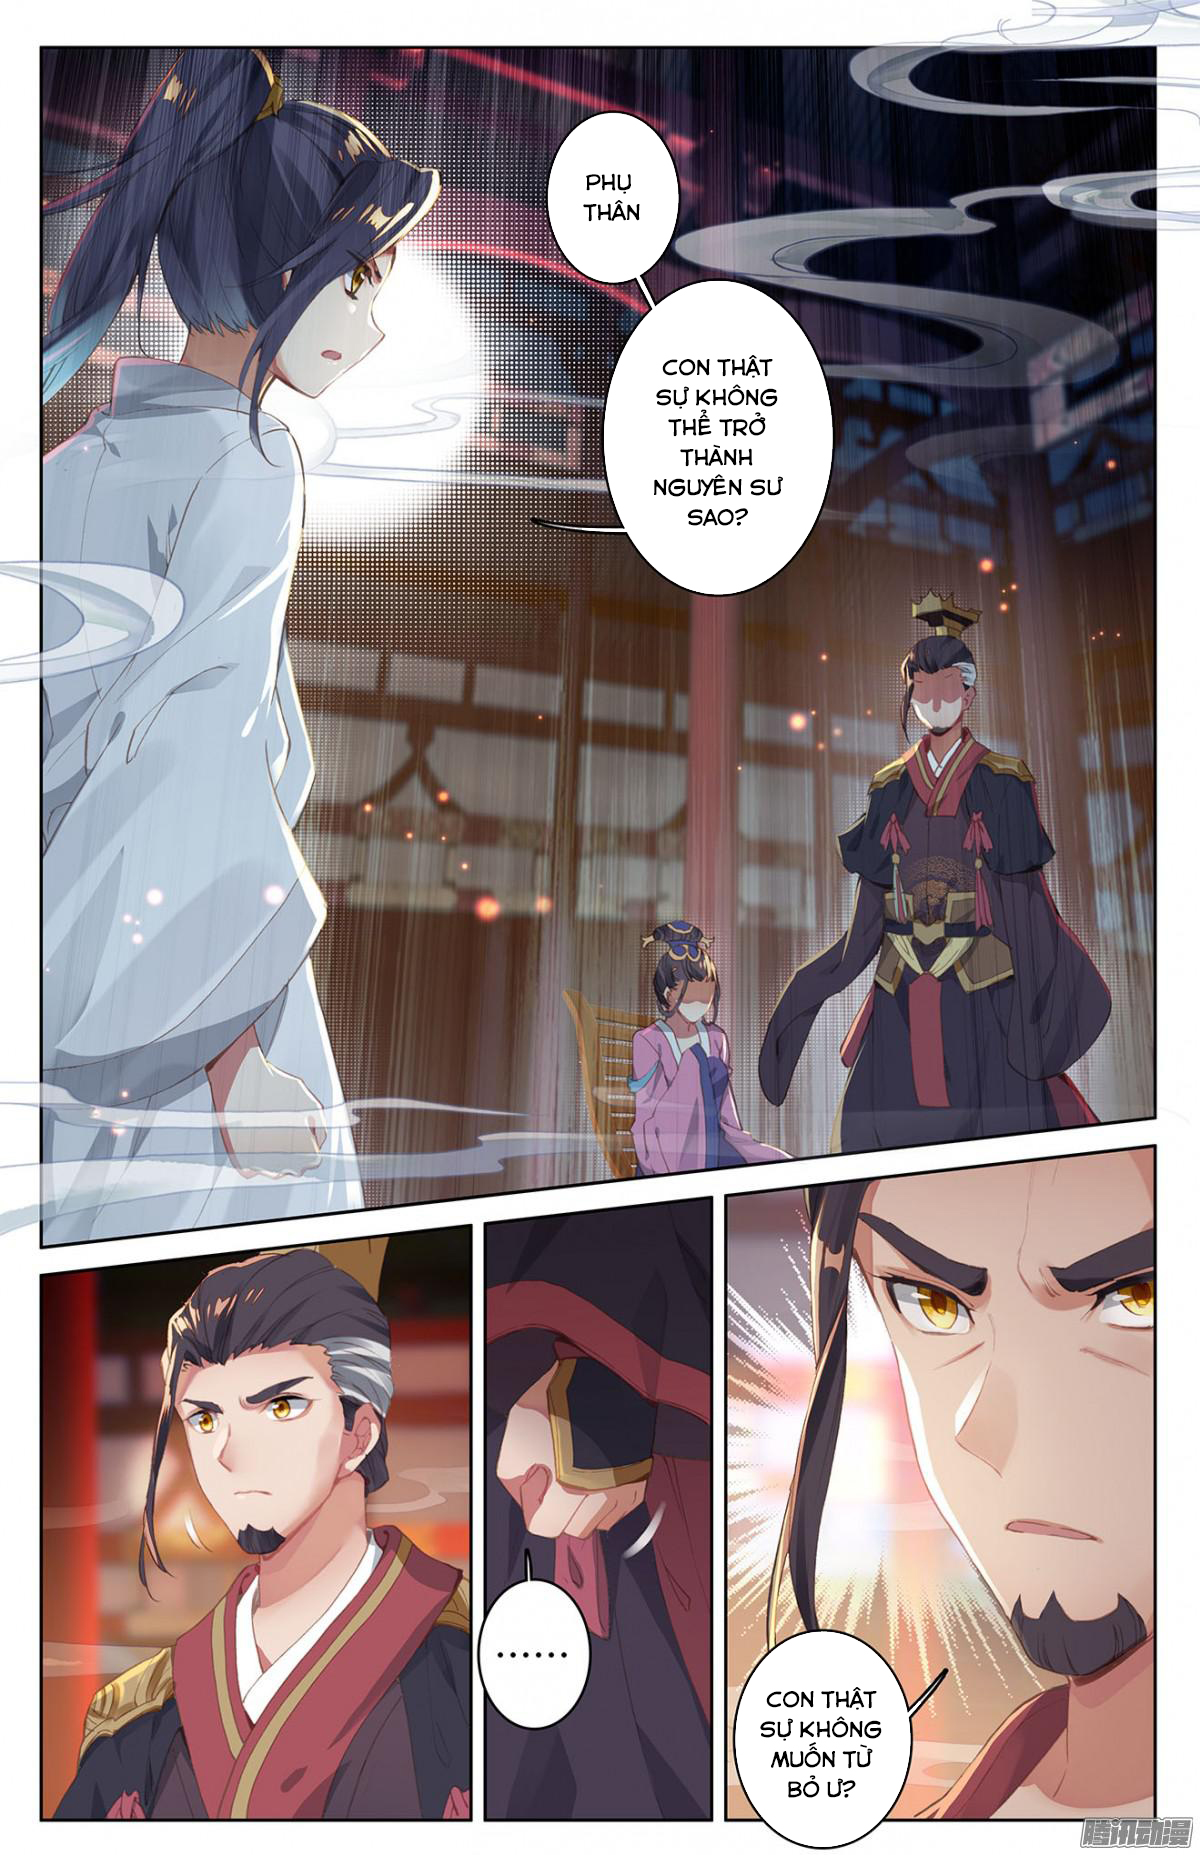 PHỤ
THÂN
CON THẬT
SỰ KHÔNG
THỂ TRỞ
THÀNH
NGUYÊN SƯ
SAO?
......
CON THẬT
SỰ KHÔNG
MUỐN TỪ
BỎ Ư?
腾讯动漫